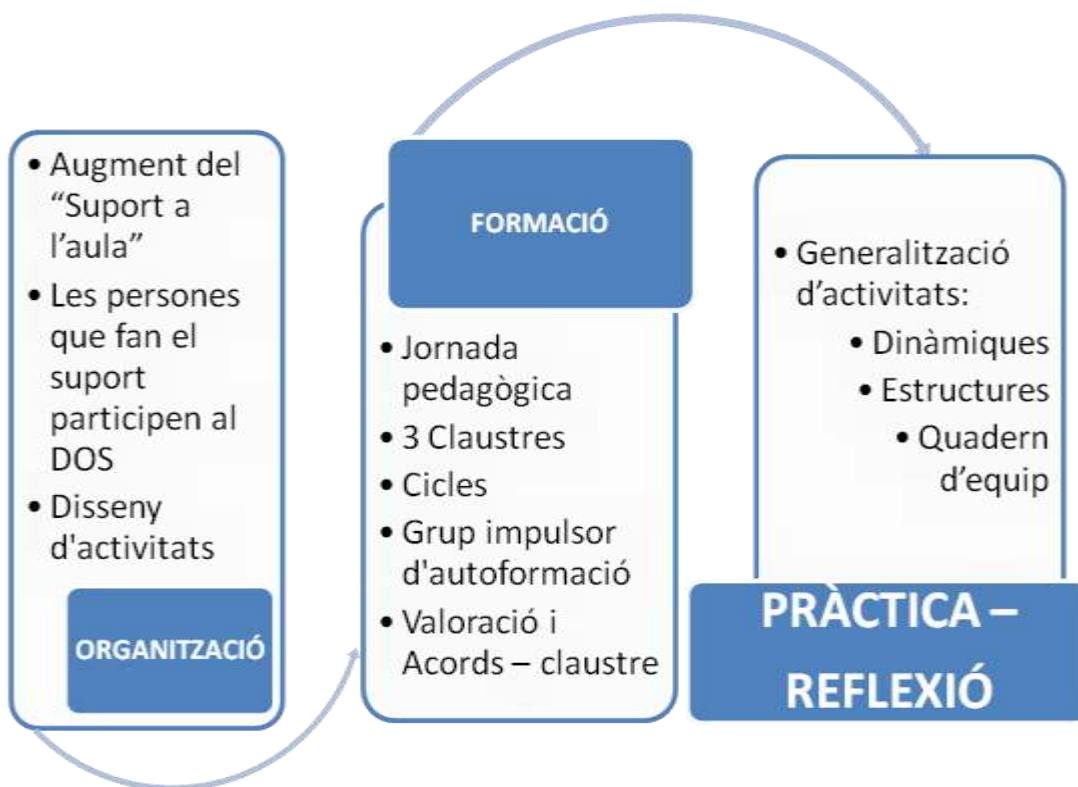 • Augment del
“Suport a
l’aula”
• Les persones
que fan el
suport
participen al
DOS
• Disseny
d'activitats
ORGANITZACIÓ
FORMACIÓ
• Jornada
pedagògica
• 3 Claustres
• Cicles
• Grup impulsor
d'autoformació
• Valoració i
Acords – claustre
• Generalització
d’activitats:
• Dinàmiques
• Estructures
• Quadern
d’equip
PRÀCTICA –
REFLEXIÓ